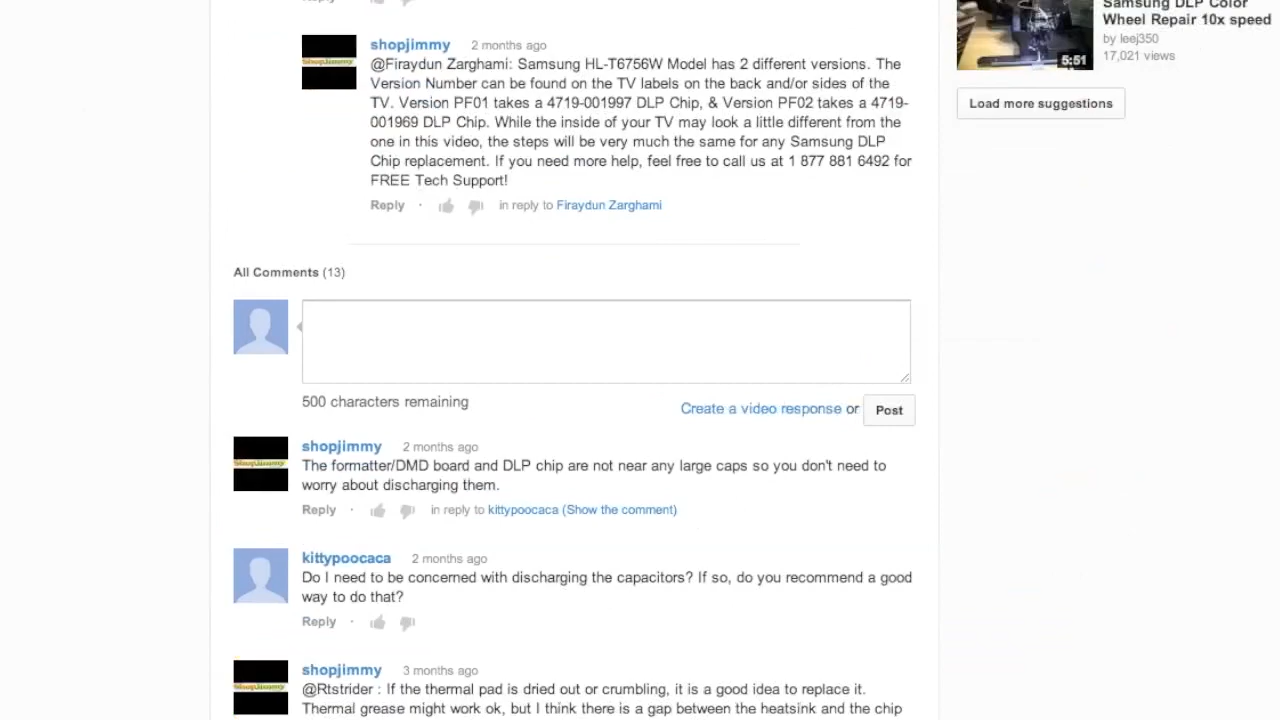 shopjimmy 2 months ago
@Firaydun Zarghami: Samsung HL-T6756W Model has 2 different versions. The
Version Number can be found on the TV labels on the back and/or sides of the
TV. Version PF01 takes a 4719-001997 DLP Chip, & Version PF02 takes a 4719-
001969 DLP Chip. While the inside of your TV may look a little different from the
one in this video, the steps will be very much the same for any Samsung DLP
Chip replacement. If you need more help, feel free to call us at 1 877 881 6492 for
FREE Tech Support!
Reply · in reply to Firaydun Zarghami
All Comments (13)
500 characters remaining
Create a video response or Post
shopjimmy 2 months ago
The formatter/DMD board and DLP chip are not near any large caps so you don't need to
worry about discharging them.
Reply · in reply to kittypoocaca (Show the comment)
kittypoocaca 2 months ago
Do I need to be concerned with discharging the capacitors? If so, do you recommend a good
way to do that?
Reply ·
shopjimmy 3 months ago
@Rtstrider : If the thermal pad is dried out or crumbling, it is a good idea to replace it.
Thermal grease might work ok, but I think there is a gap between the heatsink and the chip
Samsung DLP Color
Wheel Repair 10x speed
by leej350
17,021 views
5:51
Load more suggestions